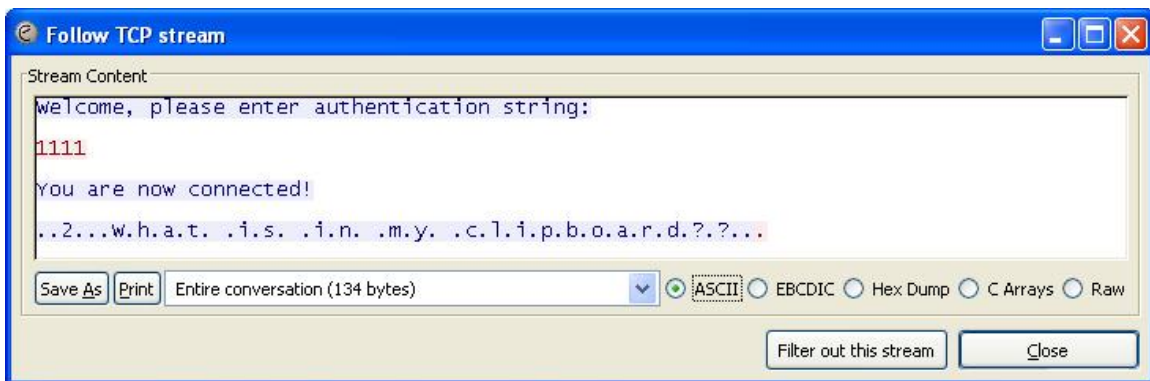 Follow TCP stream
Stream Content
Welcome, please enter authentication string:
1111
You are now connected!
..2...w.h.a.t. .i.s. .i.n. .m.y. .c.l.i.p.b.o.a.r.d.?.?...
Save As Print Entire conversation (134 bytes) ASCII EBCDIC Hex Dump C Arrays Raw
Filter out this stream Close